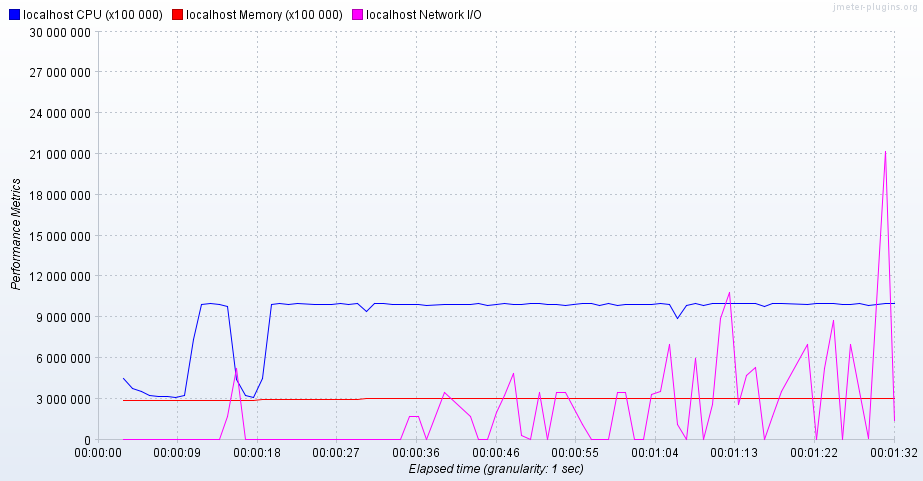 localhost CPU (x100 000) localhost Memory (x100 000) localhost Network I/O
jmeter-plugins.org
30 000 000
27 000 000
24 000 000
21 000 000
18 000 000
15 000 000
12 000 000
9 000 000
6 000 000
3 000 000
0
Performance Metrics
00:00:00 00:00:09 00:00:18 00:00:27 00:00:36 00:00:46 00:00:55 00:01:04 00:01:13 00:01:22 00:01:32
Elapsed time (granularity: 1 sec)